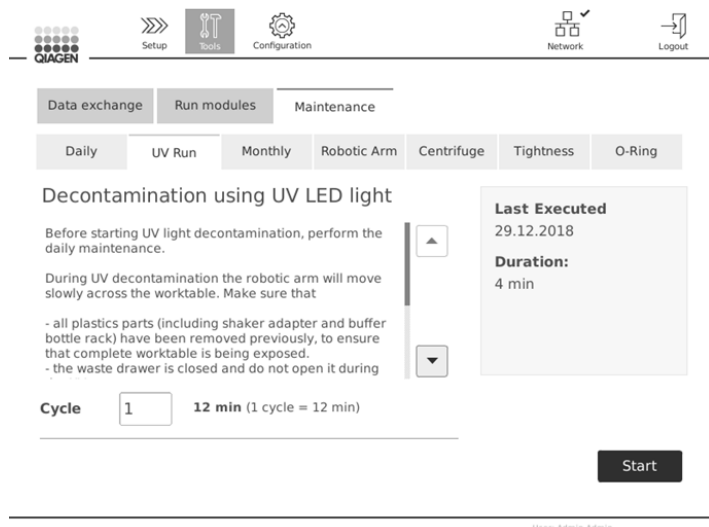 QIAGEN
Setup
Tools
Configuration
Network
Logout
Data exchange
Run modules
Maintenance
Daily
UV Run
Monthly
Robotic Arm
Centrifuge
Tightness
O-Ring
Decontamination using UV LED light
Before starting UV light decontamination, perform the
daily maintenance.
During UV decontamination the robotic arm will move
slowly across the worktable. Make sure that
- all plastics parts (including shaker adapter and buffer
bottle rack) have been removed previously, to ensure
that complete worktable is being exposed.
- the waste drawer is closed and do not open it during
Last Executed
29.12.2018
Duration:
4 min
Cycle
1
12 min (1 cycle = 12 min)
Start